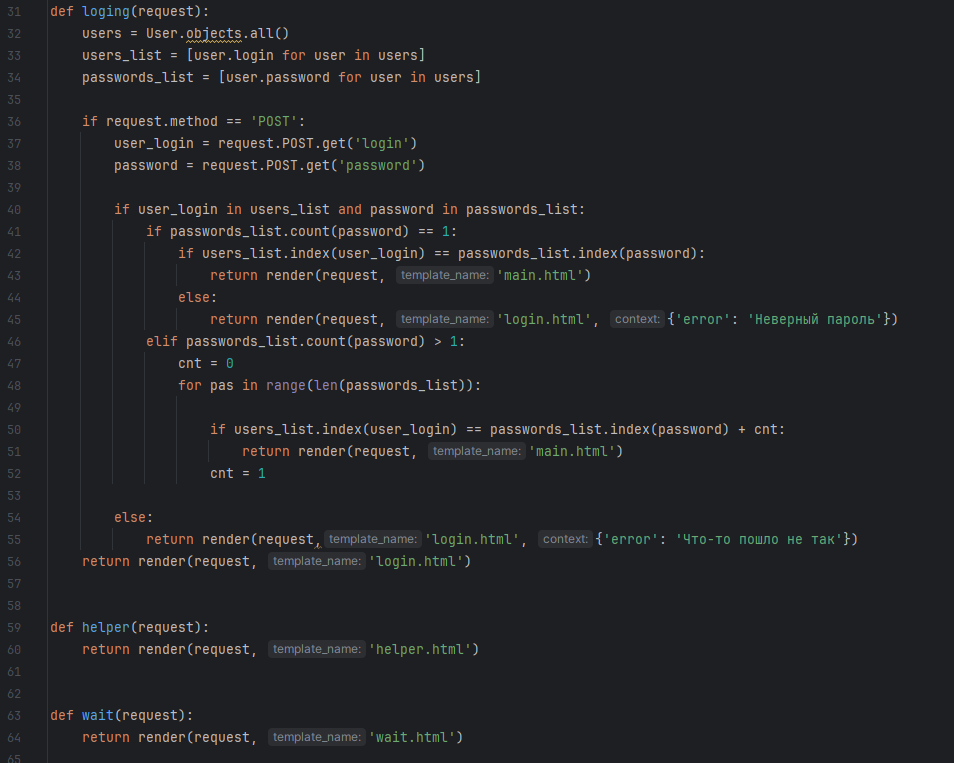 31 def loging(request):
32     users = User.objects.all()
33     users_list = [user.login for user in users]
34     passwords_list = [user.password for user in users]
35
36     if request.method == 'POST':
37         user_login = request.POST.get('login')
38         password = request.POST.get('password')
39
40         if user_login in users_list and password in passwords_list:
41             if passwords_list.count(password) == 1:
42                 if users_list.index(user_login) == passwords_list.index(password):
43                     return render(request, template_name: 'main.html')
44                 else:
45                     return render(request, template_name: 'login.html', context: {'error': 'Неверный пароль'})
46             elif passwords_list.count(password) > 1:
47                 cnt = 0
48                 for pas in range(len(passwords_list)):
49
50                     if users_list.index(user_login) == passwords_list.index(password) + cnt:
51                         return render(request, template_name: 'main.html')
52                     cnt = 1
53
54         else:
55             return render(request, template_name: 'login.html', context: {'error': 'Что-то пошло не так'})
56     return render(request, template_name: 'login.html')
57
58
59 def helper(request):
60     return render(request, template_name: 'helper.html')
61
62
63 def wait(request):
64     return render(request, template_name: 'wait.html')
65